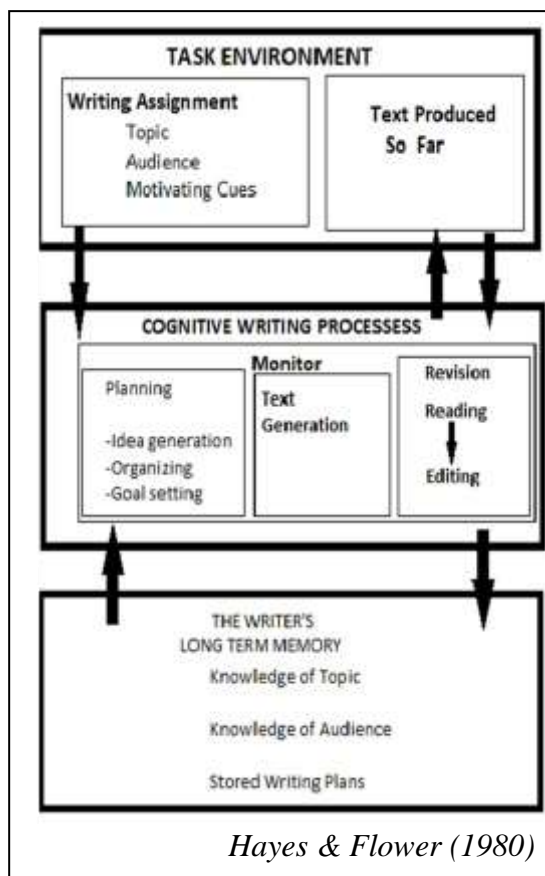 TASK ENVIRONMENT
Writing Assignment
Topic
Audience
Motivating Cues
Text Produced
So Far
COGNITIVE WRITING PROCESSESS
Monitor
Planning
-Idea generation
-Organizing
-Goal setting
Text
Generation
Revision
Reading
Editing
THE WRITER'S
LONG TERM MEMORY
Knowledge of Topic
Knowledge of Audience
Stored Writing Plans
Hayes & Flower (1980)